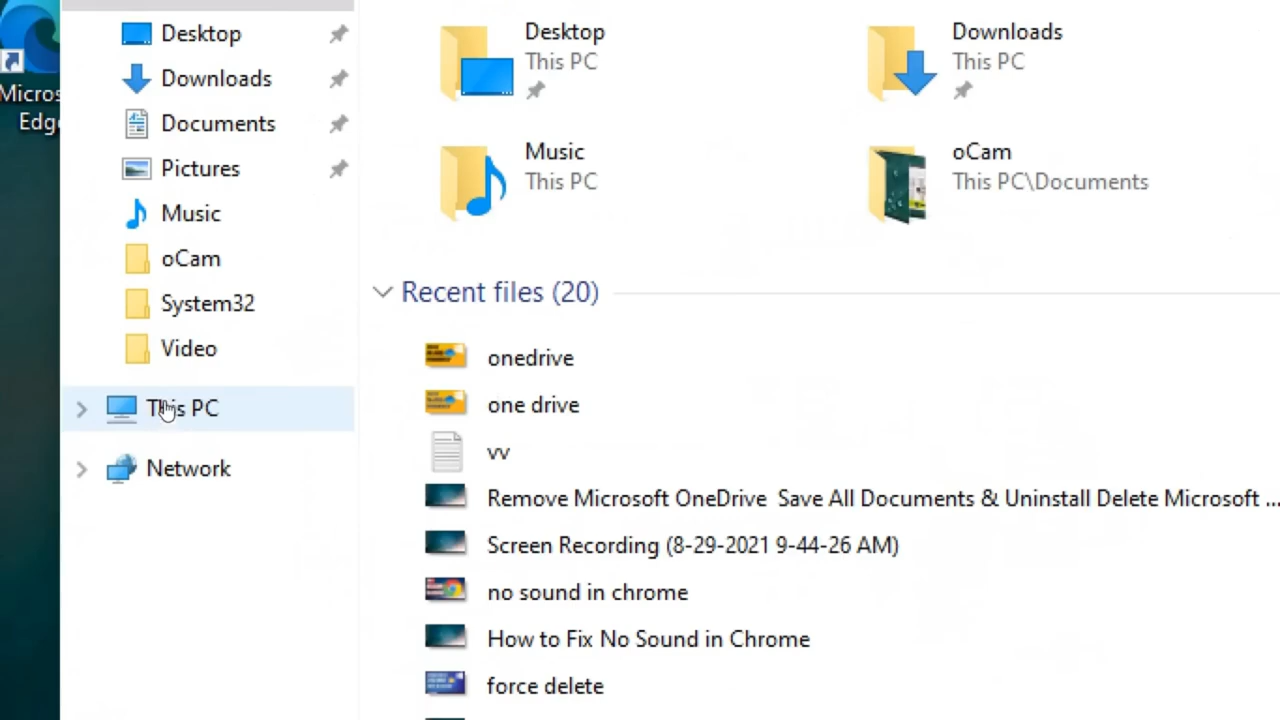 Micros
Edg
Desktop
Downloads
Documents
Pictures
Music
oCam
System32
Video
This PC
Network
Desktop
This PC
Downloads
This PC
Music
This PC
oCam
This PC\Documents
Recent files (20)
onedrive
one drive
vv
Remove Microsoft OneDrive Save All Documents & Uninstall Delete Microsoft ...
Screen Recording (8-29-2021 9-44-26 AM)
no sound in chrome
How to Fix No Sound in Chrome
force delete